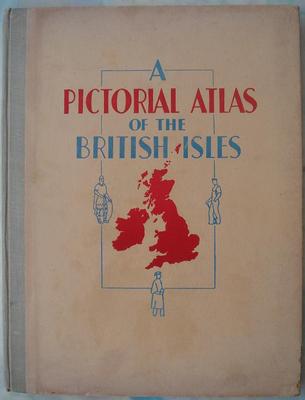 A
PICTORIAL ATLAS
OF THE
BRITISH ISLES